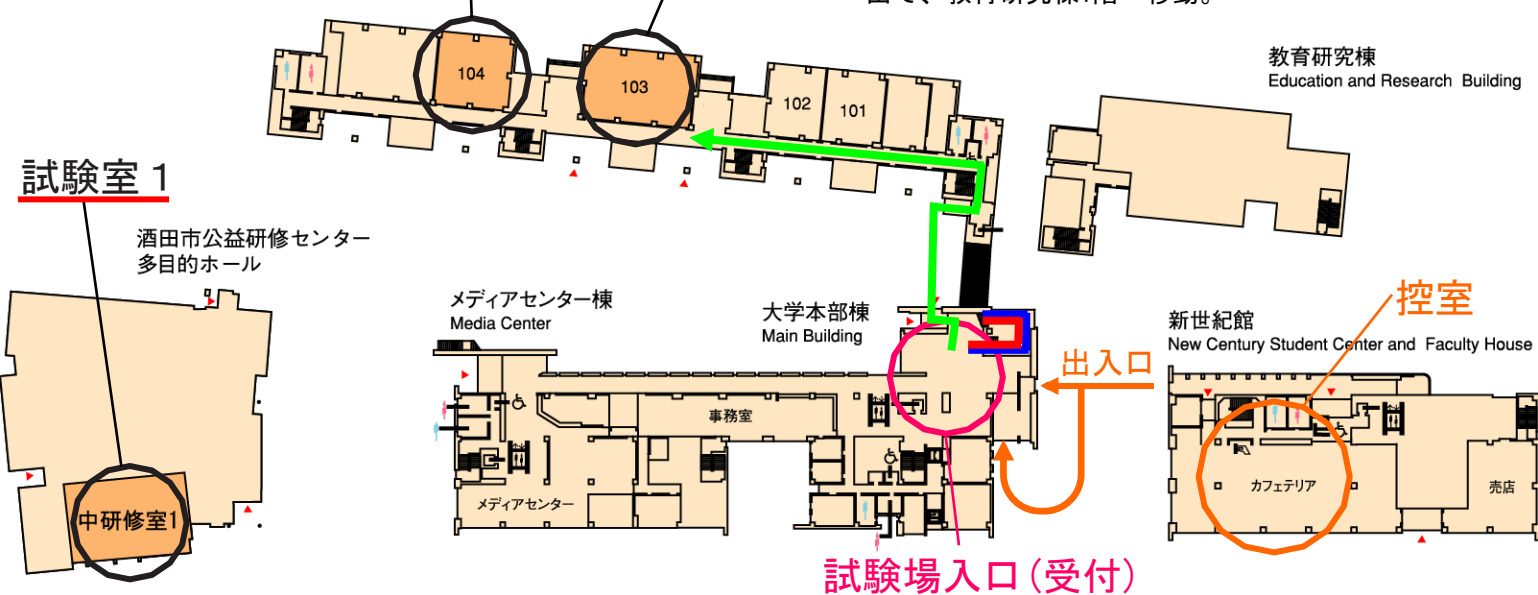 104
103
102
101
教育研究棟
Education and Research Building
試験室1
酒田市公益研修センター
多目的ホール
中研修室1
メディアセンター棟
Media Center
大学本部棟
Main Building
事務室
メディアセンター
出入口
試験場入口(受付)
控室
新世紀館
New Century Student Center and Faculty House
カフェテリア
売店